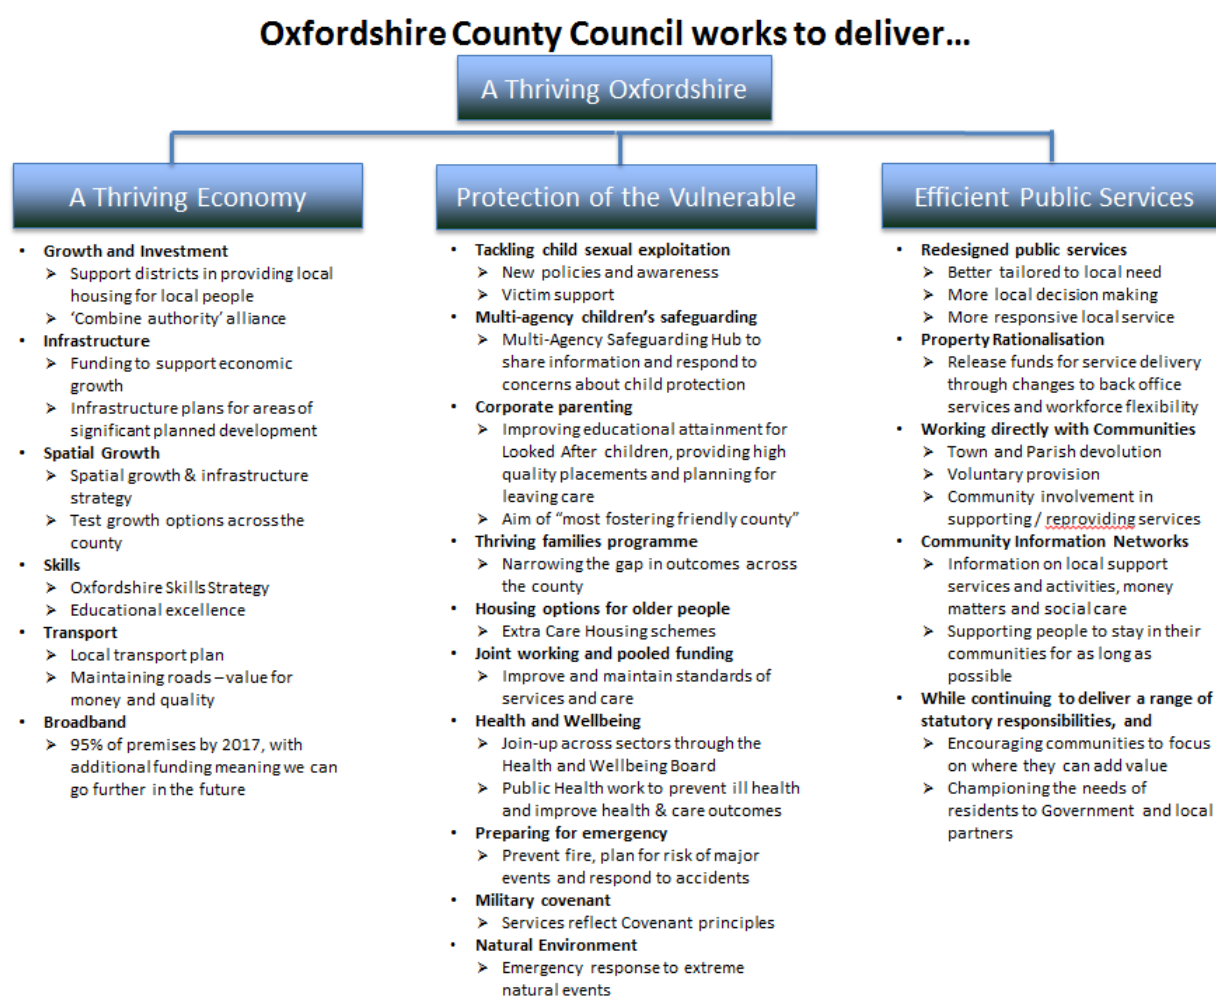 Oxfordshire County Council works to deliver...
A Thriving Oxfordshire
A Thriving Economy
• Growth and Investment
➢ Support districts in providing local
housing for local people
➢ ‘Combine authority’ alliance
• Infrastructure
➢ Funding to support economic
growth
➢ Infrastructure plans for areas of
significant planned development
• Spatial Growth
➢ Spatial growth & infrastructure
strategy
➢ Test growth options across the
county
• Skills
➢ Oxfordshire Skills Strategy
➢ Educational excellence
• Transport
➢ Local transport plan
➢ Maintaining roads – value for
money and quality
• Broadband
➢ 95% of premises by 2017, with
additional funding meaning we can
go further in the future
Protection of the Vulnerable
• Tackling child sexual exploitation
➢ New policies and awareness
➢ Victim support
• Multi-agency children’s safeguarding
➢ Multi-Agency Safeguarding Hub to
share information and respond to
concerns about child protection
• Corporate parenting
➢ Improving educational attainment for
Looked After children, providing high
quality placements and planning for
leaving care
➢ Aim of “most fostering friendly county”
• Thriving families programme
➢ Narrowing the gap in outcomes across
the county
• Housing options for older people
➢ Extra Care Housing schemes
• Joint working and pooled funding
➢ Improve and maintain standards of
services and care
• Health and Wellbeing
➢ Join-up across sectors through the
Health and Wellbeing Board
➢ Public Health work to prevent ill health
and improve health & care outcomes
• Preparing for emergency
➢ Prevent fire, plan for risk of major
events and respond to accidents
• Military covenant
➢ Services reflect Covenant principles
• Natural Environment
➢ Emergency response to extreme
natural events
Efficient Public Services
• Redesigned public services
➢ Better tailored to local need
➢ More local decision making
➢ More responsive local service
• Property Rationalisation
➢ Release funds for service delivery
through changes to back office
services and workforce flexibility
• Working directly with Communities
➢ Town and Parish devolution
➢ Voluntary provision
➢ Community involvement in
supporting / reproviding services
• Community Information Networks
➢ Information on local support
services and activities, money
matters and social care
➢ Supporting people to stay in their
communities for as long as
possible
• While continuing to deliver a range of
statutory responsibilities, and
➢ Encouraging communities to focus
on where they can add value
➢ Championing the needs of
residents to Government and local
partners